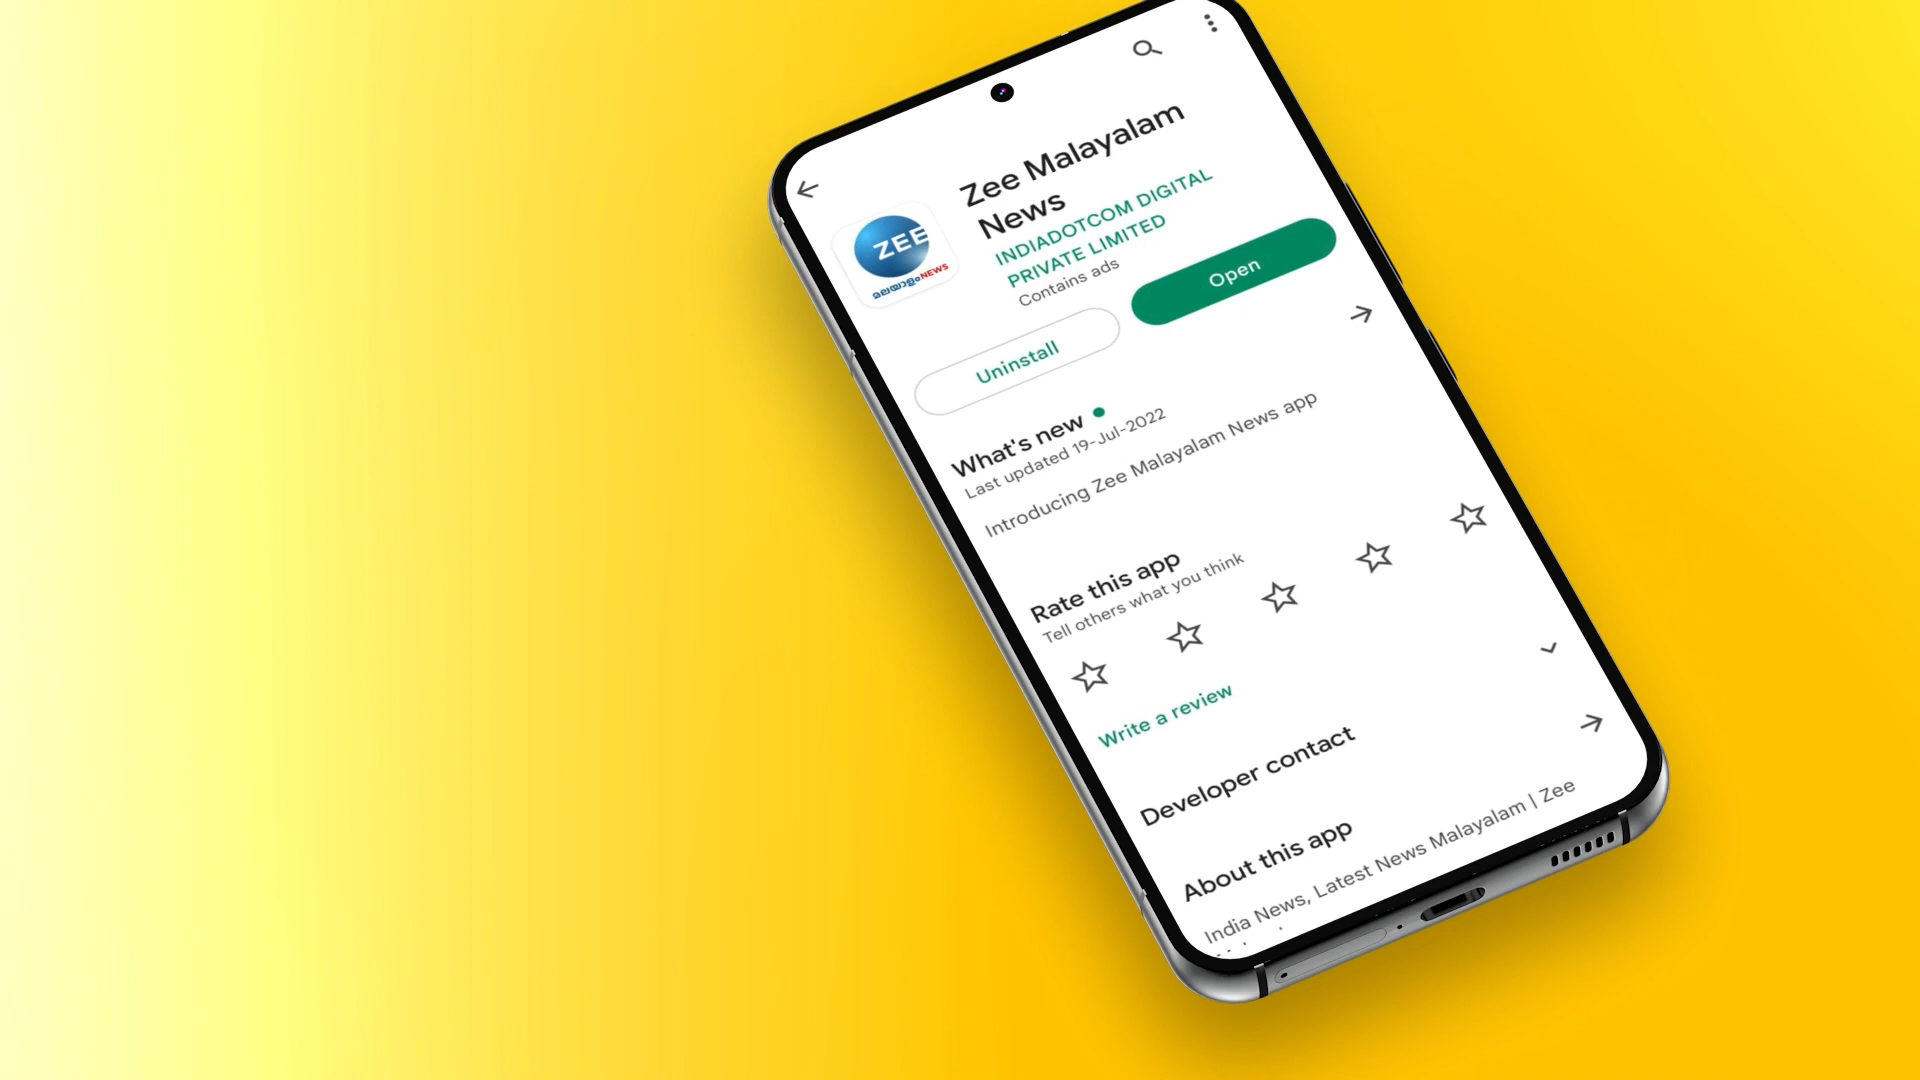 Zee Malayalam
News
INDIADOTCOM DIGITAL
PRIVATE LIMITED
Contains ads
ZEE
മലയാളംNEWS
Uninstall
Open
What's new
Last updated 19-Jul-2022
Introducing Zee Malayalam News app
Rate this app
Tell others what you think
Write a review
Developer contact
About this app
India News, Latest News Malayalam | Zee